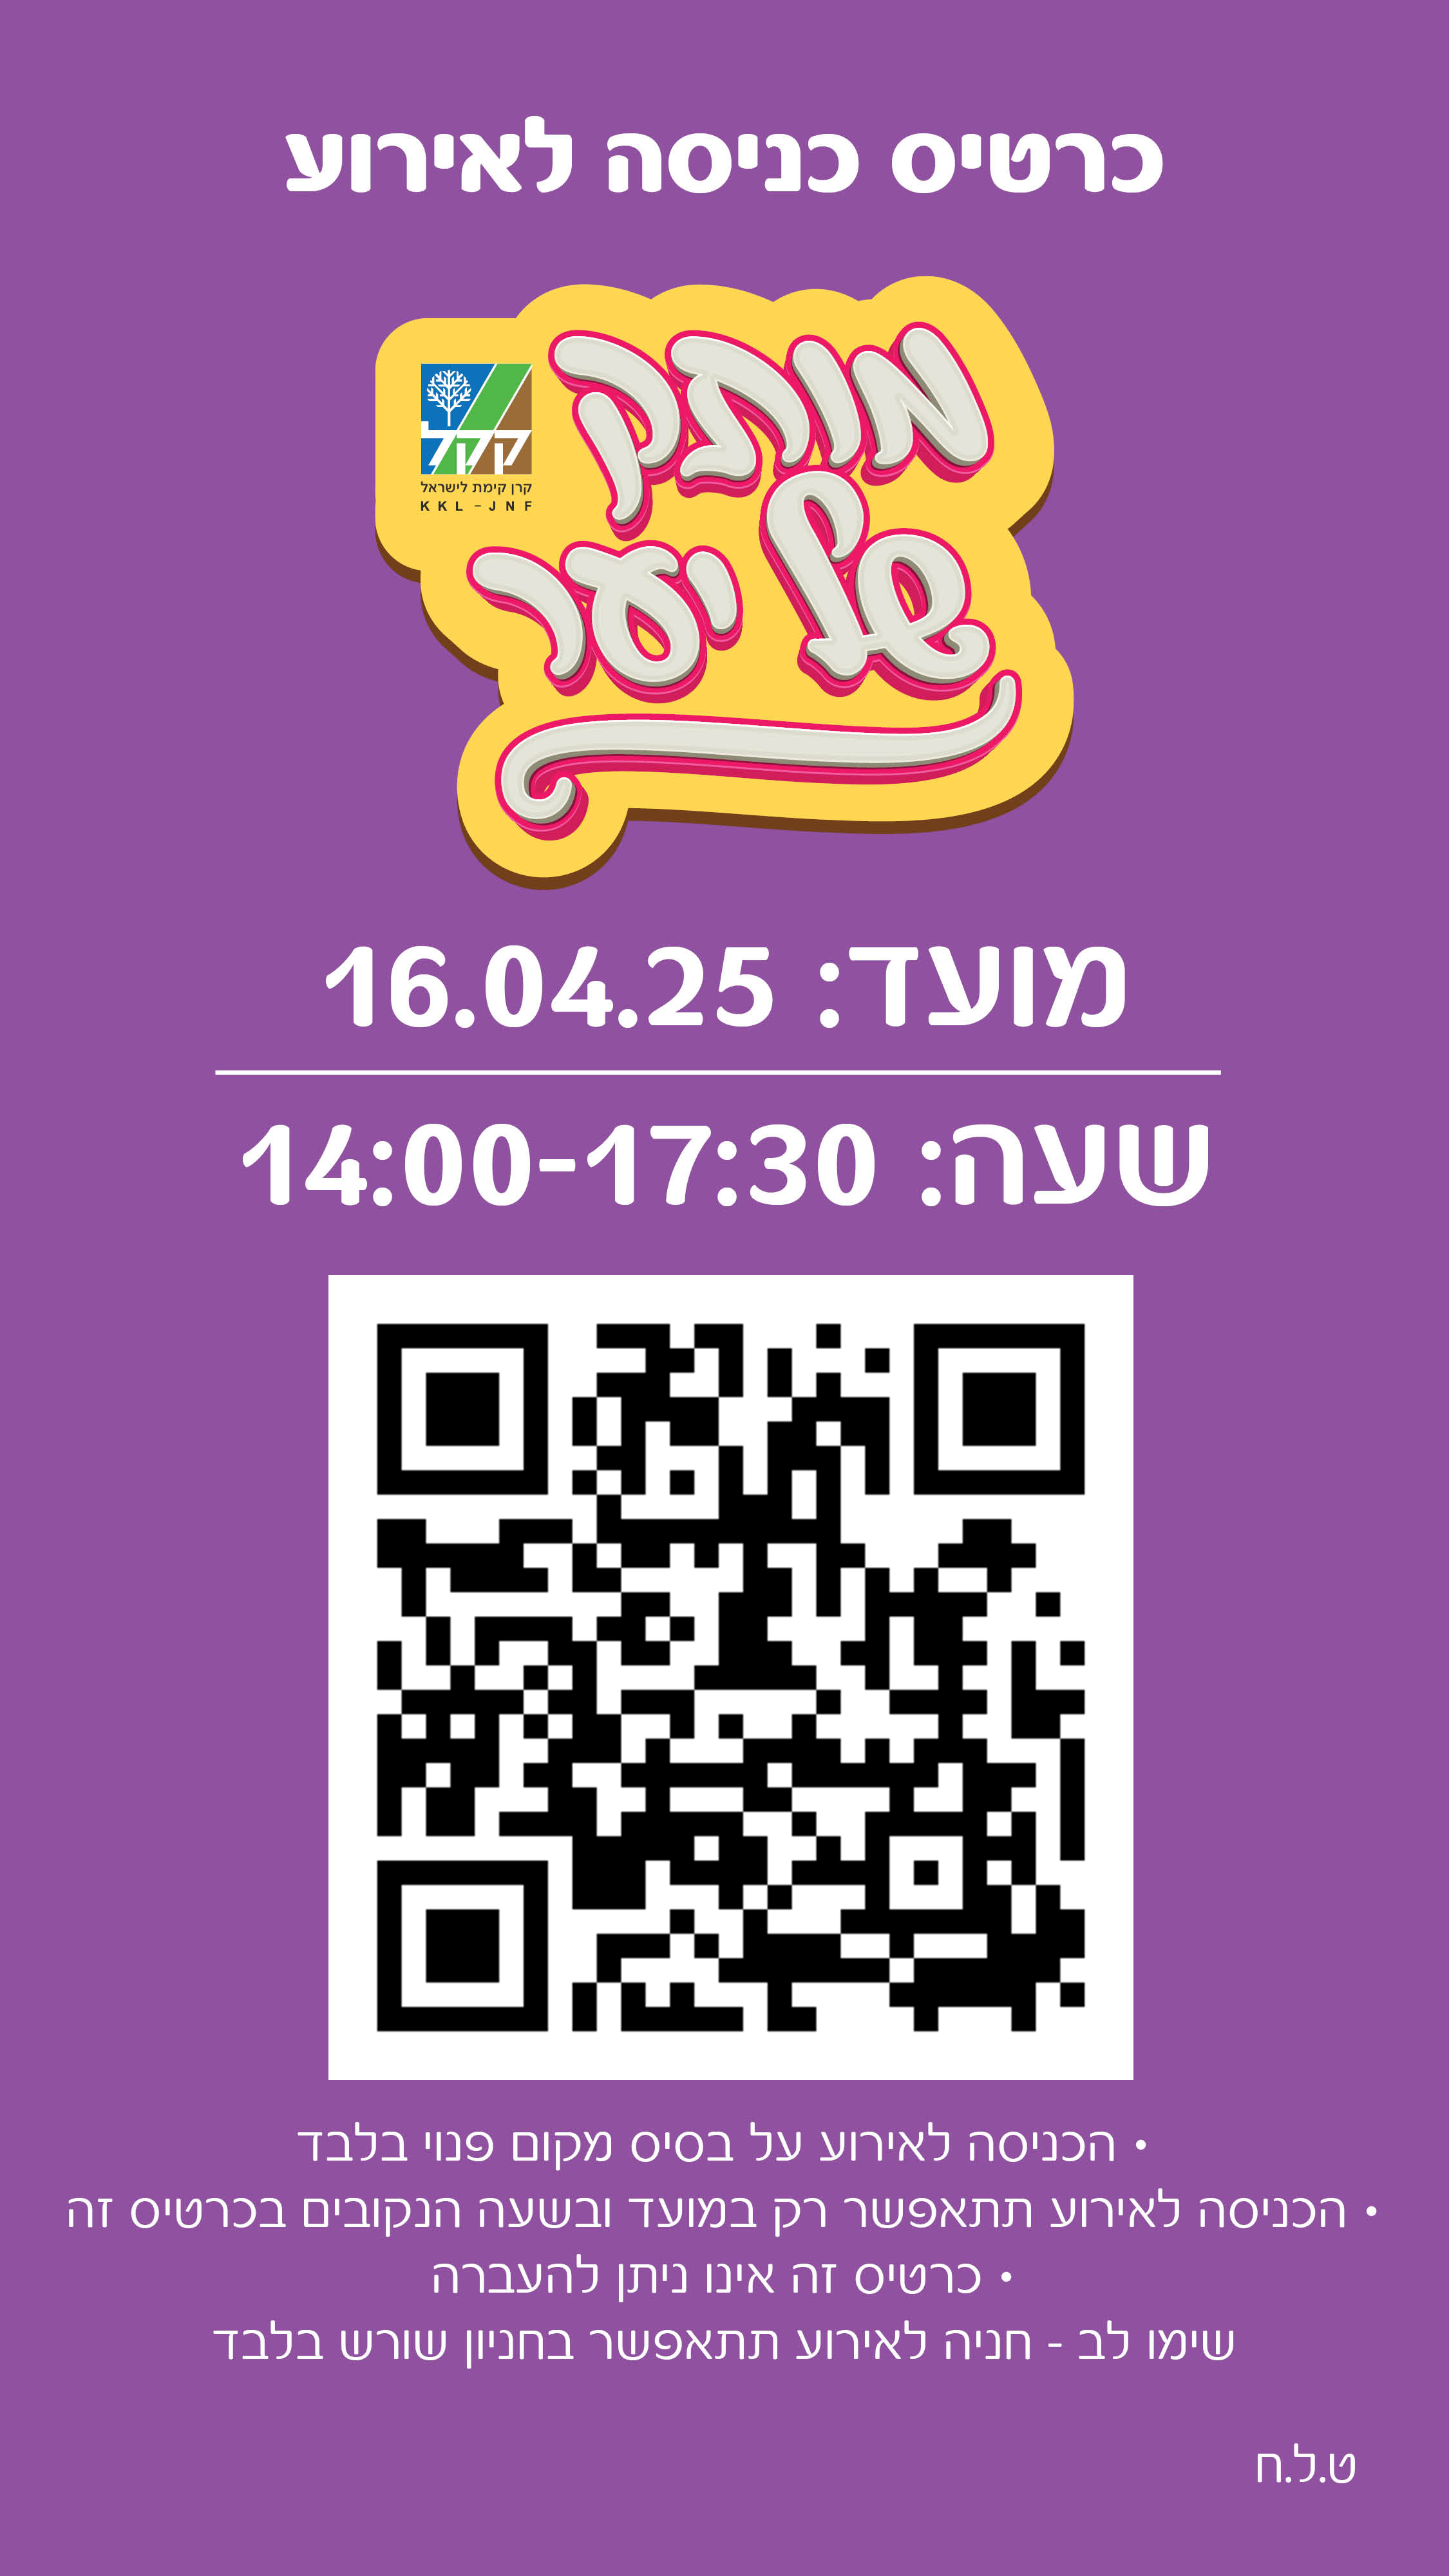 כרטיס כניסה לאירוע
מותק
של יער
קקל
קרן קימת לישראל
KKL-JNF
מועד: 16.04.25
שעה: 14:00-17:30
• הכניסה לאירוע על בסיס מקום פנוי בלבד
• הכניסה לאירוע תתאפשר רק במועד ובשעה הנקובים בכרטיס זה
• כרטיס זה אינו ניתן להעברה
שימו לב - חניה לאירוע תתאפשר בחניון שורש בלבד
ט.ל.ח